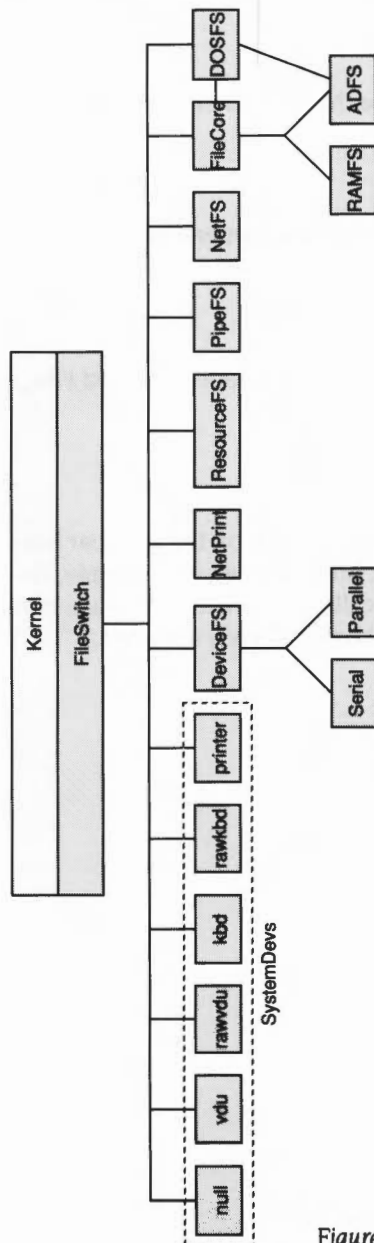 Kernel
FileSwitch
null
vdu
rawvdu
kbd
rawkbd
printer
SystemDevs
DeviceFS
Serial
Parallel
NetPrint
ResourceFS
PipeFS
NetFS
FileCore
DOSFS
RAMFS
ADFS
Figure